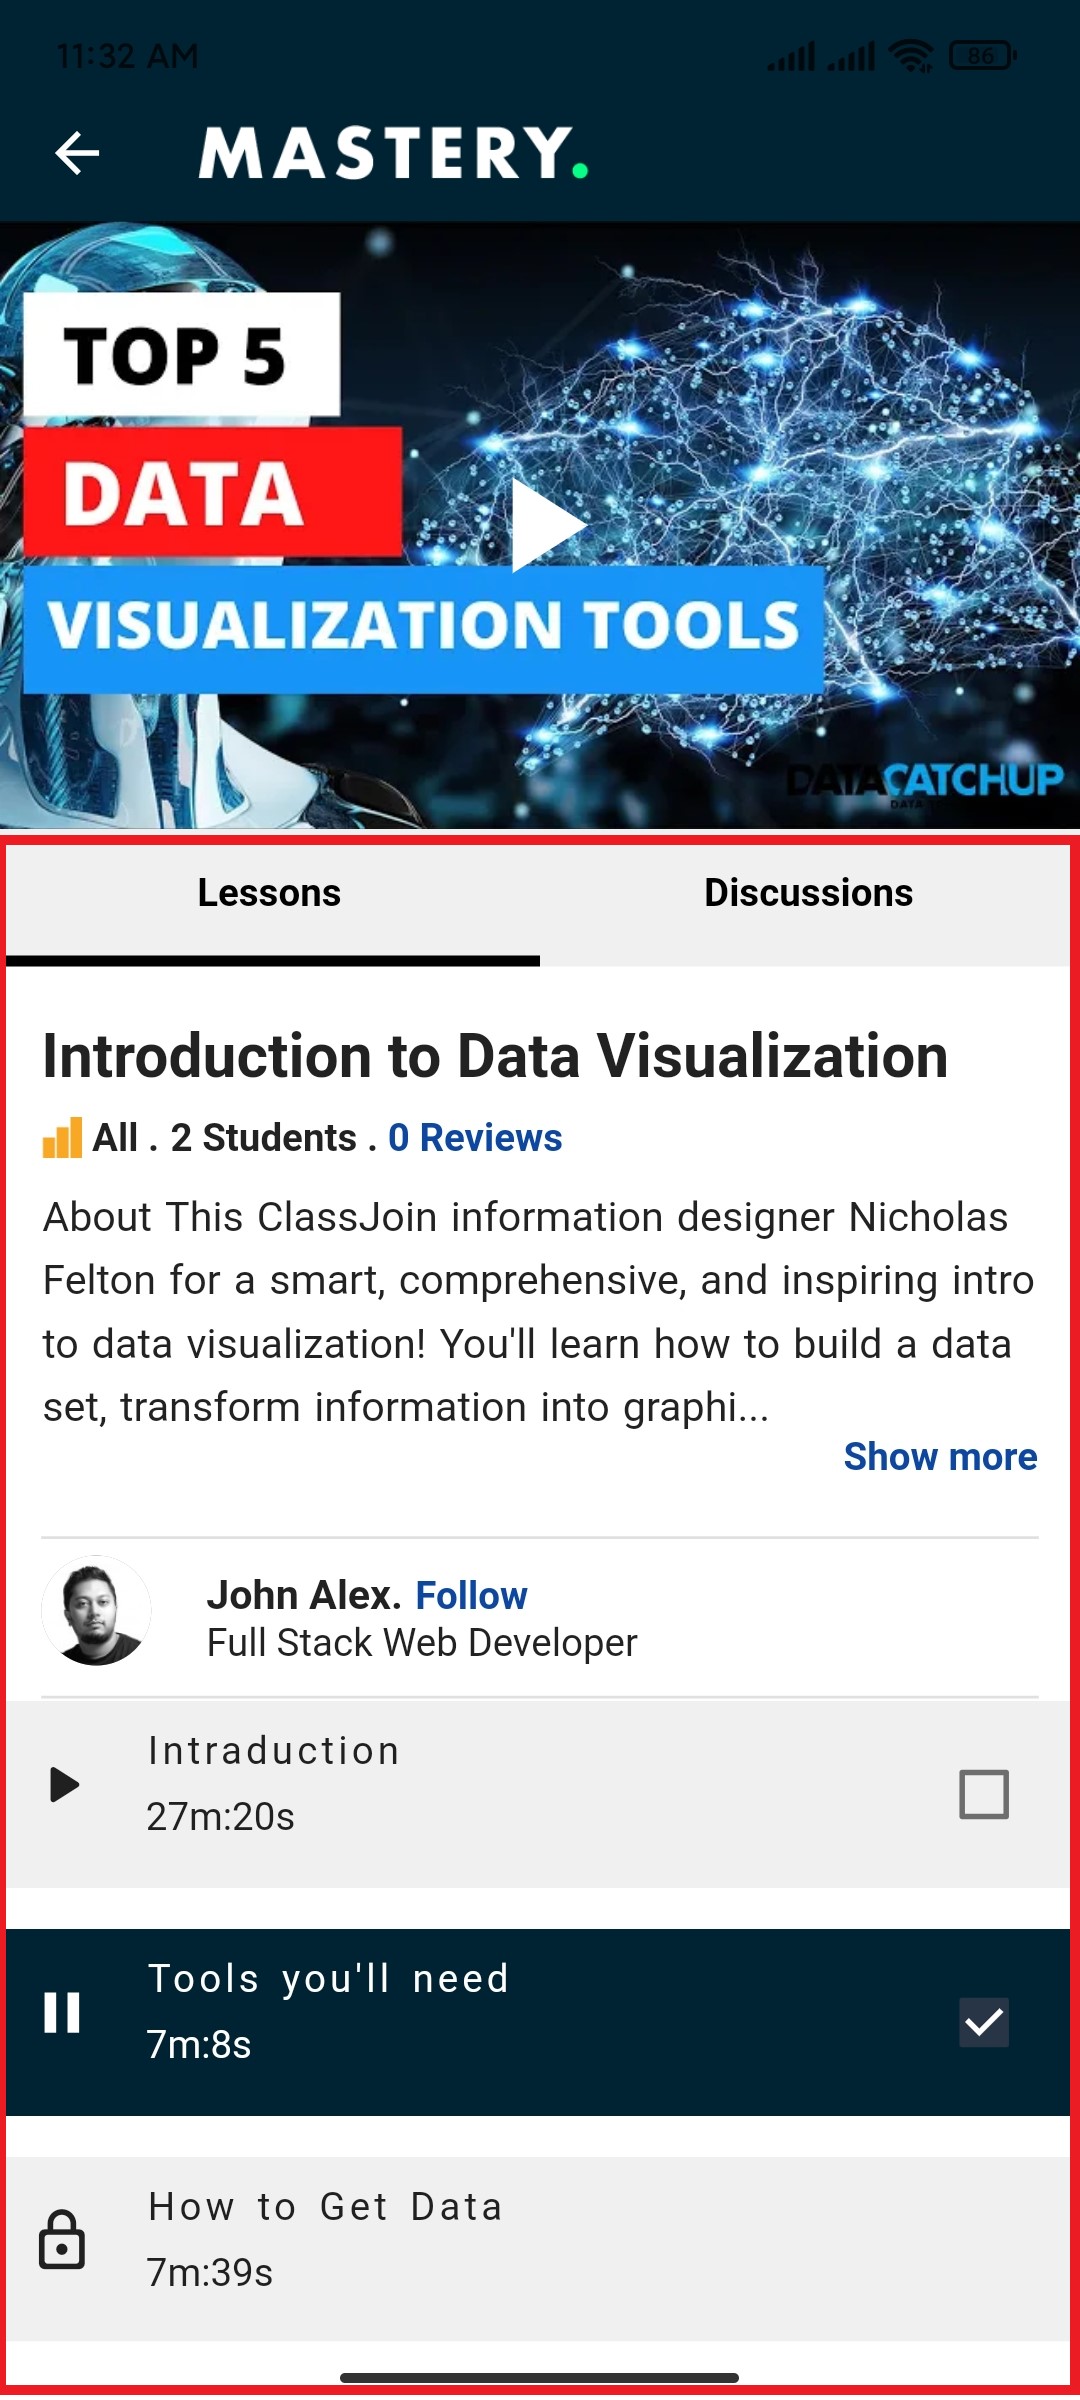 11:32 AM
86
MASTERY.
TOP 5
DATA
VISUALIZATION TOOLS
DATACATCHUP
DATA
Lessons
Discussions
Introduction to Data Visualization
All . 2 Students . 0 Reviews
About This ClassJoin information designer Nicholas
Felton for a smart, comprehensive, and inspiring intro
to data visualization! You'll learn how to build a data
set, transform information into graphi...
Show more
John Alex. Follow
Full Stack Web Developer
Intraduction
27m:20s
Tools you'll need
7m:8s
How to Get Data
7m:39s